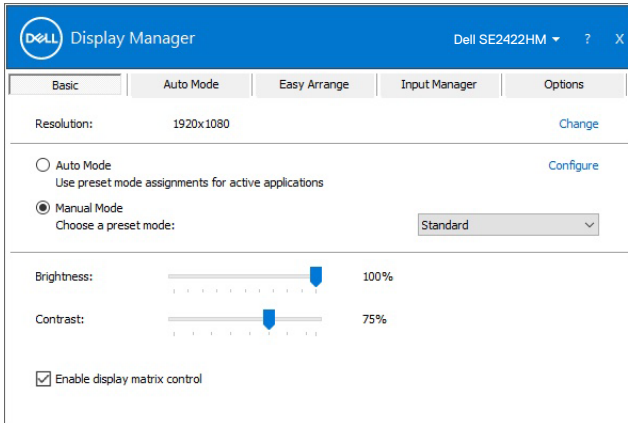 DELL Display Manager Dell SE2422HM ? X
Basic Auto Mode Easy Arrange Input Manager Options
Resolution: 1920x1080 Change
Auto Mode Configure
Use preset mode assignments for active applications
Manual Mode
Choose a preset mode: Standard
Brightness: 100%
Contrast: 75%
Enable display matrix control